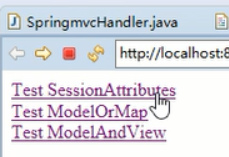 SpringmvcHandler.java
http://localhost:8
Test SessionAttributes
Test ModelOrMap
Test ModelAndView